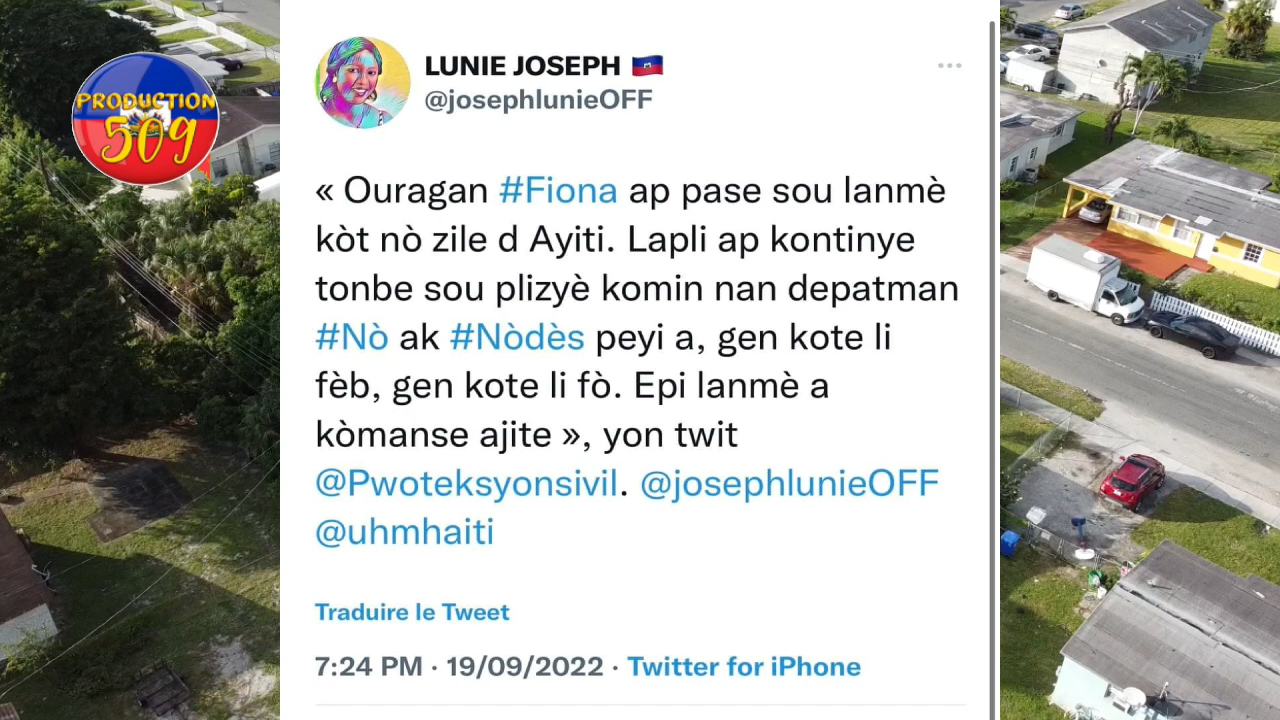 PRODUCTION
509
LUNIE JOSEPH
@josephlunieOFF
« Ouragan #Fiona ap pase sou lanmè
kòt nò zile d Ayiti. Lapli ap kontinye
tonbe sou plizyè komin nan depatman
#Nò ak #Nòdès peyi a, gen kote li
fèb, gen kote li fò. Epi lanmè a
kòmanse ajite », yon twit
@Pwoteksyonsivil. @josephlunieOFF
@uhmhaiti
Traduire le Tweet
7:24 PM · 19/09/2022 · Twitter for iPhone